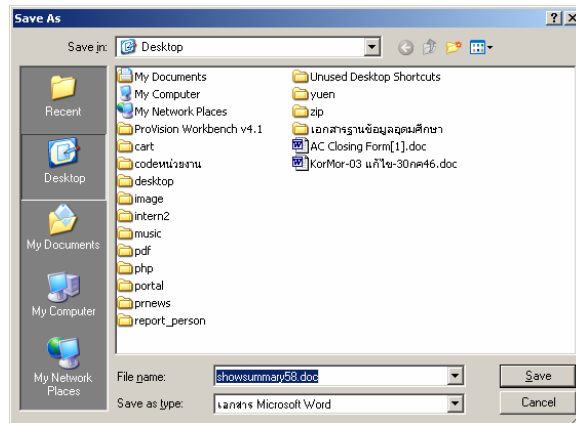 Save As
Save in:
Desktop
Recent
Desktop
My Documents
My Computer
My Network
Places
My Documents
My Computer
My Network Places
ProVision Workbench v4.1
cart
codeหน่วยงาน
desktop
image
intern2
music
pdf
php
portal
prnews
report_person
Unused Desktop Shortcuts
yuen
zip
เอกสารฐานข้อมูลอุดมศึกษา
AC Closing Form[1].doc
KorMor-03 แก้ไข-30กค46.doc
File name:
showsummary58.doc
Save
Save as type:
เอกสาร Microsoft Word
Cancel